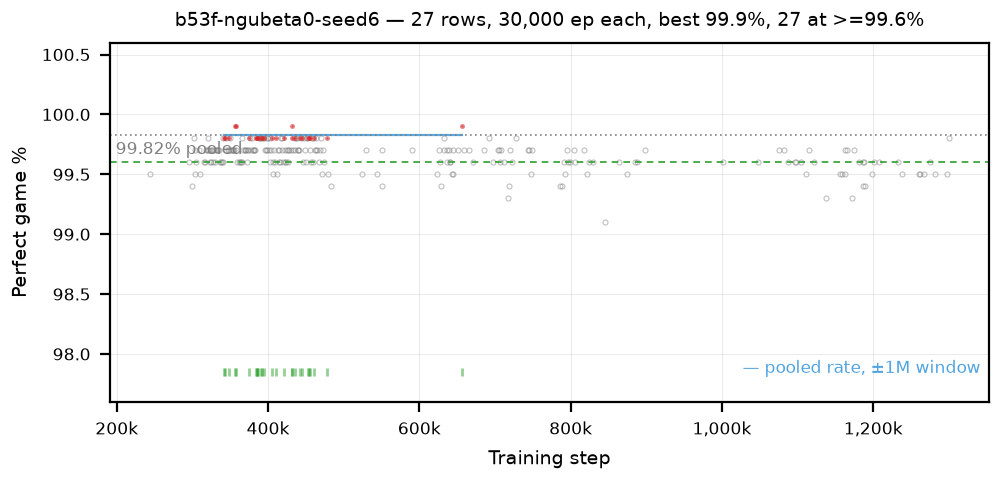 b53f-ngubeta0-seed6 — 27 rows, 30,000 ep each, best 99.9%, 27 at >=99.6%
100.5
100.0
99.82% pooled
99.5
99.0
98.5
98.0
— pooled rate, ±1M window
Perfect game %
200k 400k 600k 800k 1,000k 1,200k
Training step